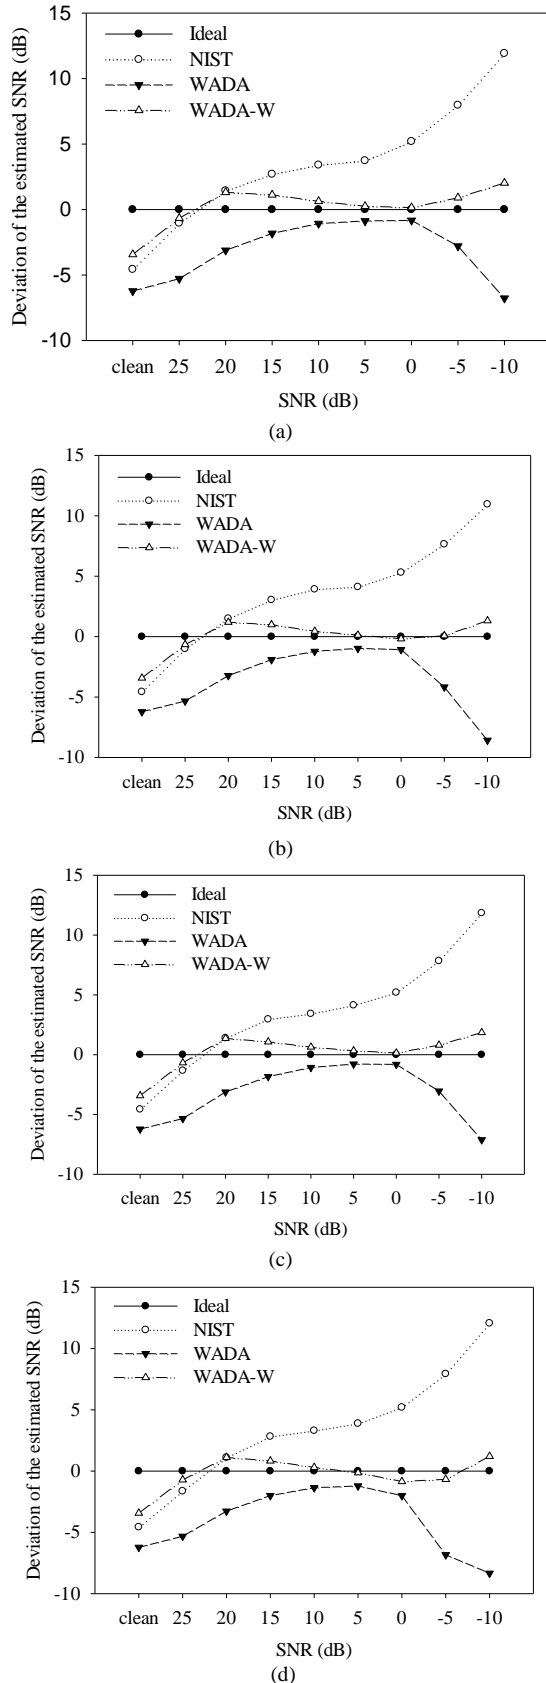 Deviation of the estimated SNR (dB)
15
10
5
0
-5
-10
Ideal
NIST
WADA
WADA-W
clean 25 20 15 10 5 0 -5 -10
SNR (dB)
(a)
Deviation of the estimated SNR (dB)
15
10
5
0
-5
-10
Ideal
NIST
WADA
WADA-W
clean 25 20 15 10 5 0 -5 -10
SNR (dB)
(b)
Deviation of the estimated SNR (dB)
15
10
5
0
-5
-10
Ideal
NIST
WADA
WADA-W
clean 25 20 15 10 5 0 -5 -10
SNR (dB)
(c)
Deviation of the estimated SNR (dB)
15
10
5
0
-5
-10
Ideal
NIST
WADA
WADA-W
clean 25 20 15 10 5 0 -5 -10
SNR (dB)
(d)